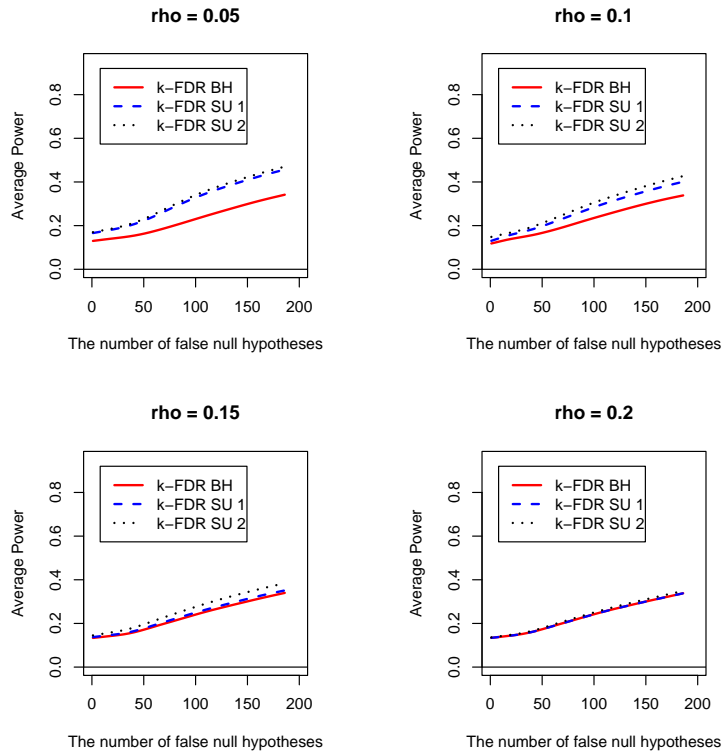 rho = 0.05
Average Power
0.0 0.2 0.4 0.6 0.8
k−FDR BH
k−FDR SU 1
k−FDR SU 2
0 50 100 150 200
The number of false null hypotheses
rho = 0.1
Average Power
0.0 0.2 0.4 0.6 0.8
k−FDR BH
k−FDR SU 1
k−FDR SU 2
0 50 100 150 200
The number of false null hypotheses
rho = 0.15
Average Power
0.0 0.2 0.4 0.6 0.8
k−FDR BH
k−FDR SU 1
k−FDR SU 2
0 50 100 150 200
The number of false null hypotheses
rho = 0.2
Average Power
0.0 0.2 0.4 0.6 0.8
k−FDR BH
k−FDR SU 1
k−FDR SU 2
0 50 100 150 200
The number of false null hypotheses